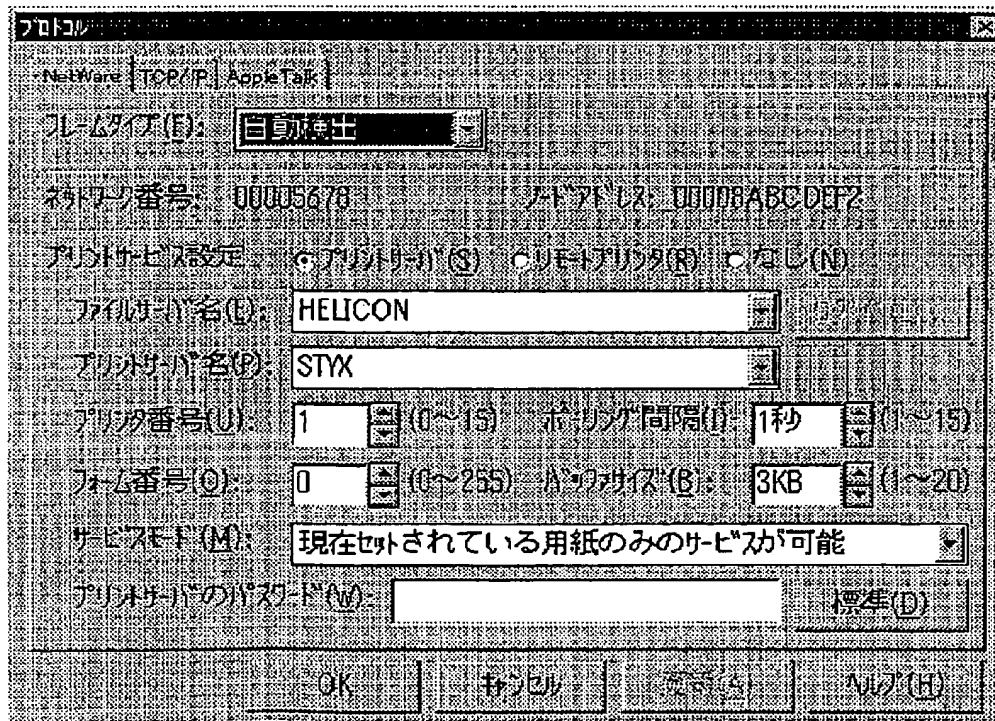 プロトコル
NetWare TCP/IP AppleTalk
フレームタイプ(F): 自動検出
ネットワーク番号: 00005678 ノードアドレス: 00008ABCDEF2
プリントサービス設定 プリントサーバ(S) リモートプリンタ(R) なし(N)
ファイルサーバ名(L): HELICON
プリントサーバ名(P): STYX
プリンタ番号(U): 1 (0～15) ポーリング間隔(I): 1秒 (1～15)
フォーム番号(O): 0 (0～255) バッファサイズ(B): 3KB (1～20)
サービスモード(M): 現在セットされている用紙のみのサービスが可能
プリントサーバのパスワード(W): 標準(D)
OK キャンセル ヘルプ(H)